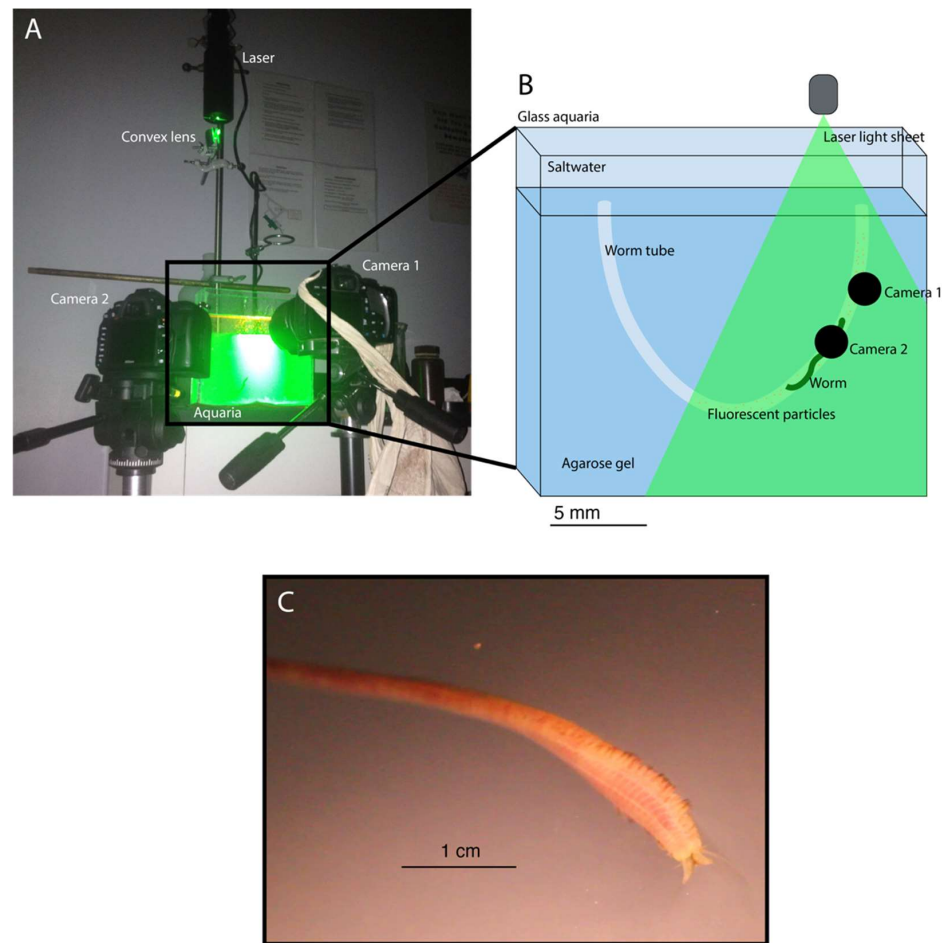 A
Laser
Convex lens
Camera 1
Camera 2
Aquaria
B
Glass aquaria
Laser light sheet
Saltwater
Worm tube
Camera 1
Camera 2
Worm
Fluorescent particles
Agarose gel
5 mm
C
1 cm